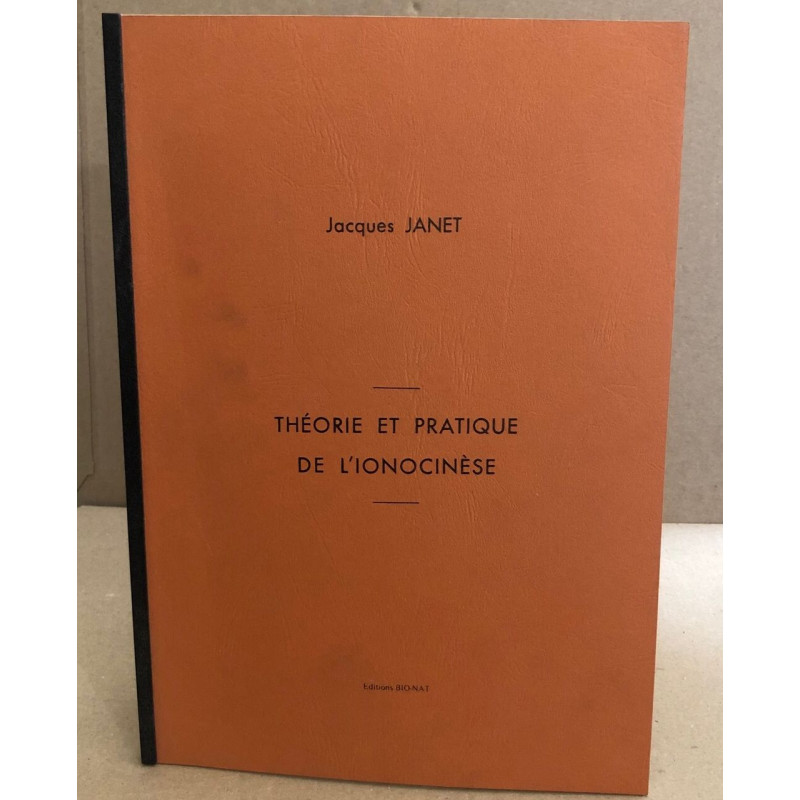 Jacques JANET
THÉORIE ET PRATIQUE
DE L'IONOCINÈSE
Editions BIO-NAT